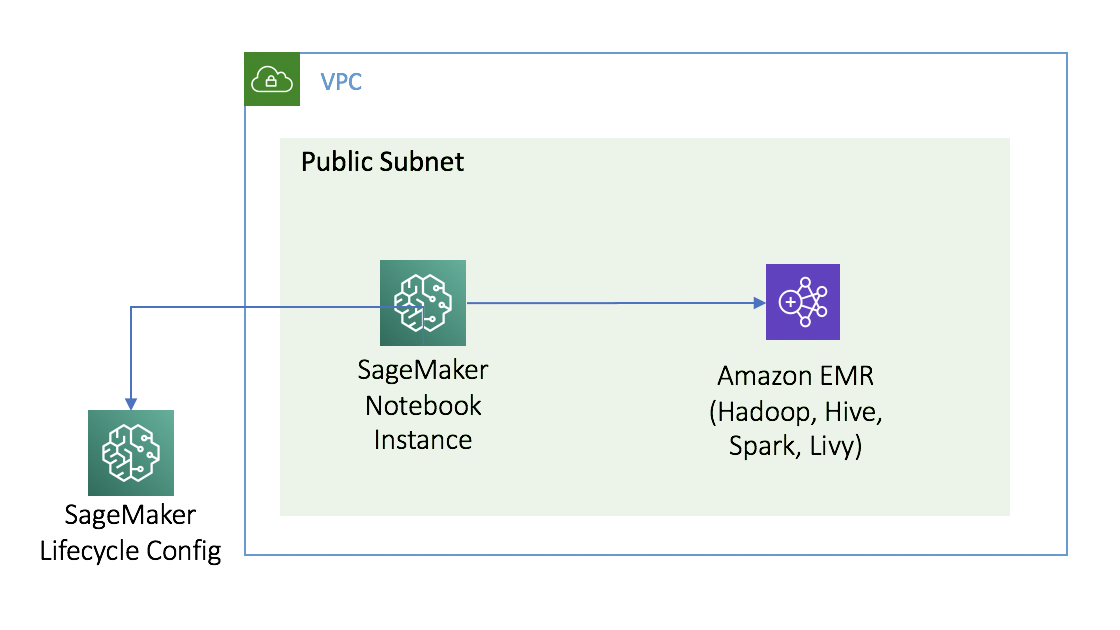 VPC
Public Subnet
SageMaker
Notebook
Instance
Amazon EMR
(Hadoop, Hive,
Spark, Livy)
SageMaker
Lifecycle Config